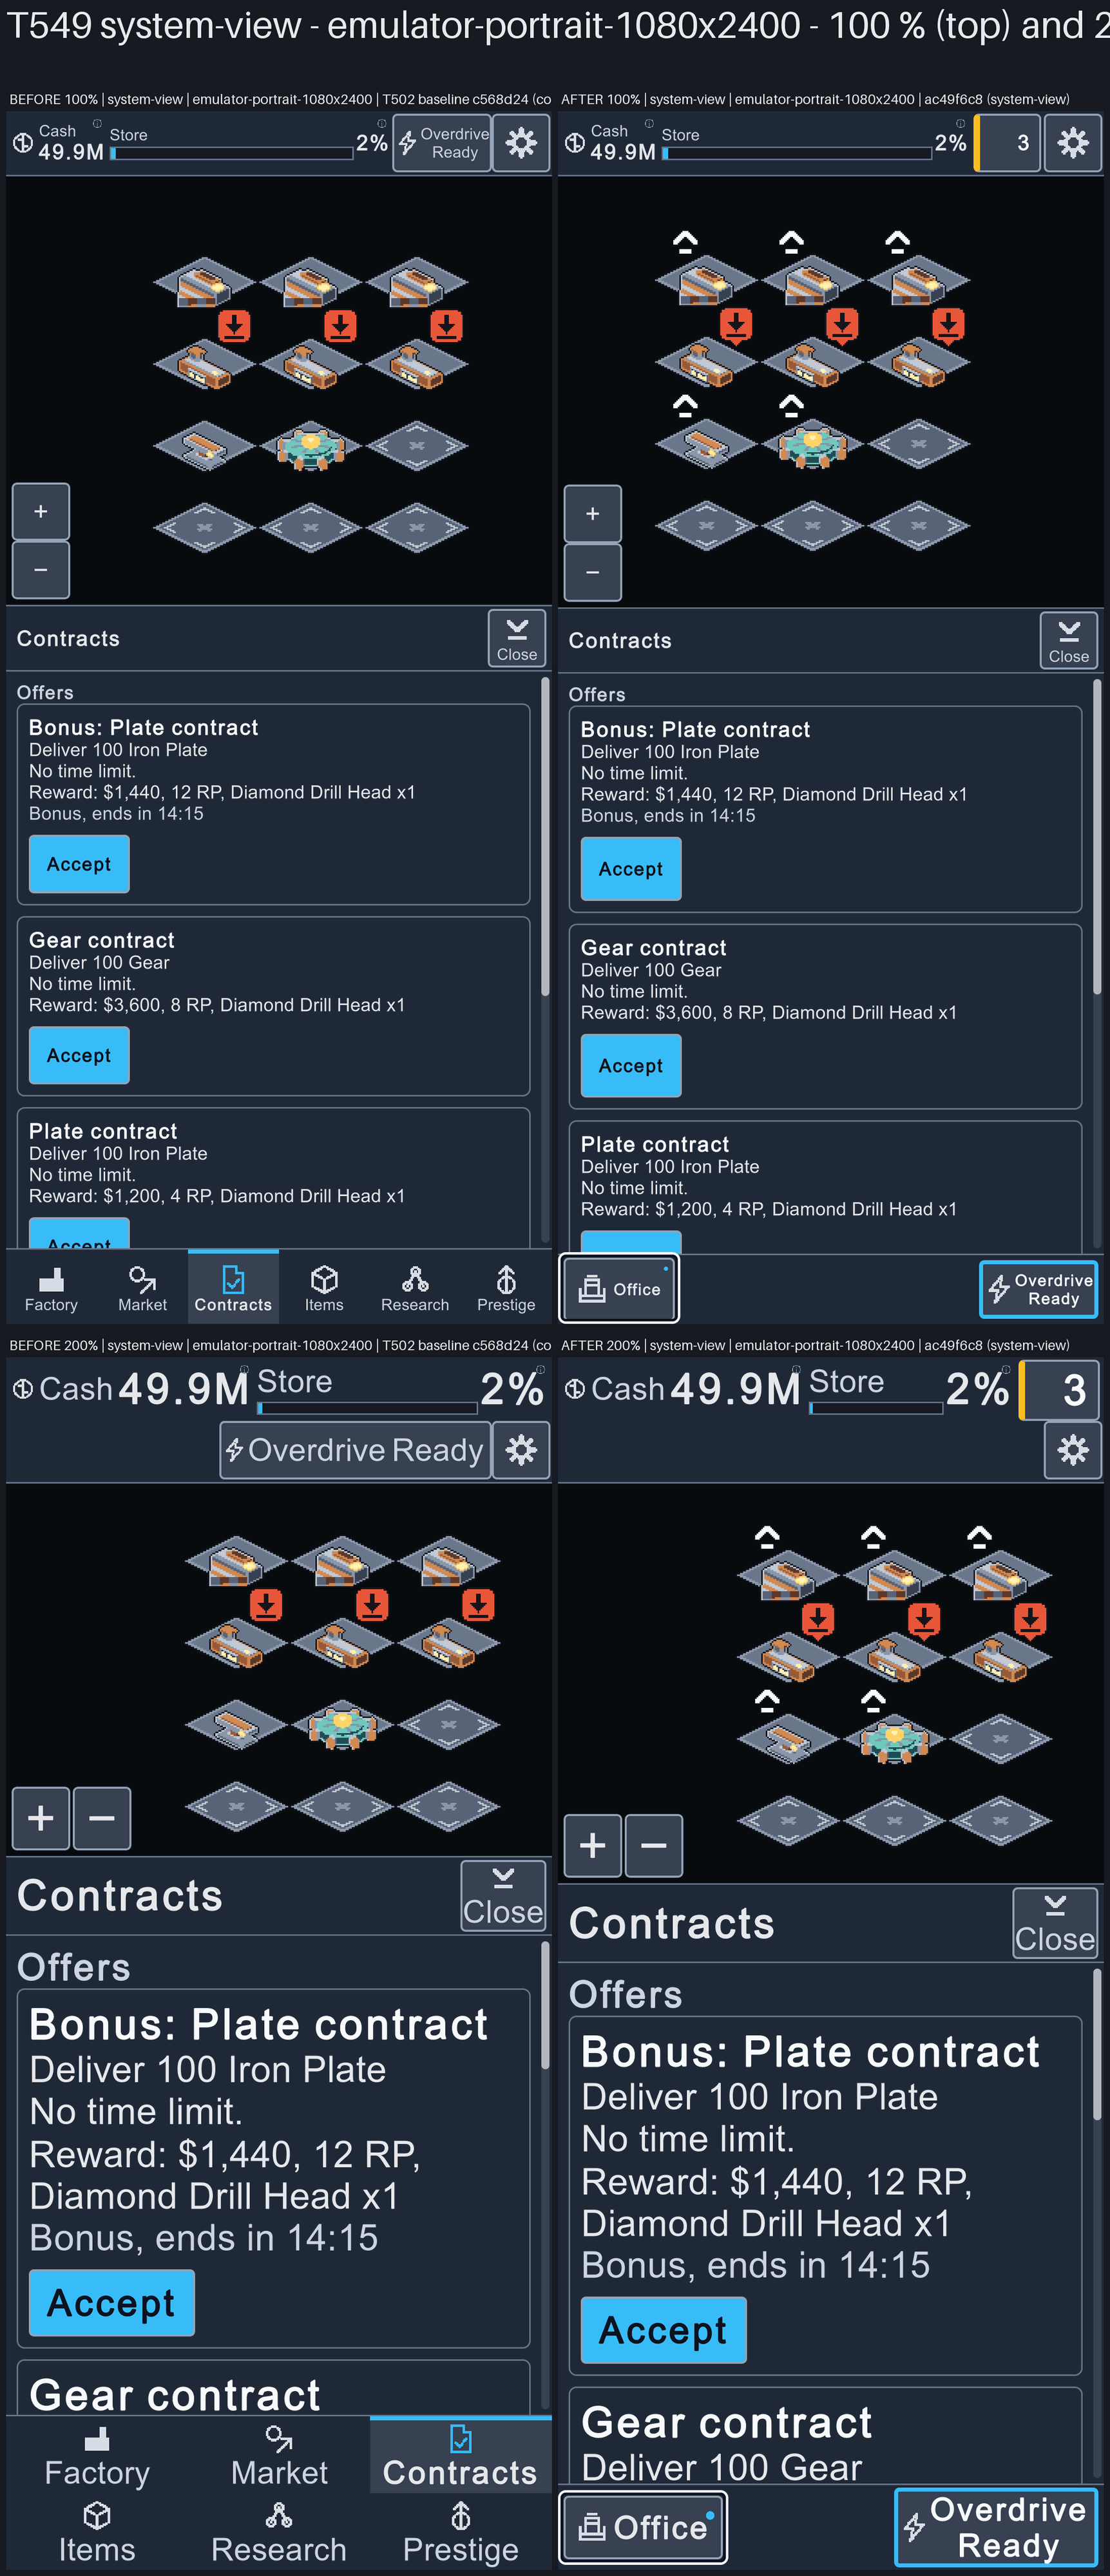 T549 system-view - emulator-portrait-1080x2400 - 100 % (top) and 2
BEFORE 100% | system-view | emulator-portrait-1080x2400 | T502 baseline c568d24 (co
Cash
49.9M
Store
2%
Overdrive
Ready
+
−
Contracts
Close
Offers
Bonus: Plate contract
Deliver 100 Iron Plate
No time limit.
Reward: $1,440, 12 RP, Diamond Drill Head x1
Bonus, ends in 14:15
Accept
Gear contract
Deliver 100 Gear
No time limit.
Reward: $3,600, 8 RP, Diamond Drill Head x1
Accept
Plate contract
Deliver 100 Iron Plate
No time limit.
Reward: $1,200, 4 RP, Diamond Drill Head x1
Accept
Factory
Market
Contracts
Items
Research
Prestige
AFTER 100% | system-view | emulator-portrait-1080x2400 | ac49f6c8 (system-view)
Cash
49.9M
Store
2%
3
+
−
Contracts
Close
Offers
Bonus: Plate contract
Deliver 100 Iron Plate
No time limit.
Reward: $1,440, 12 RP, Diamond Drill Head x1
Bonus, ends in 14:15
Accept
Gear contract
Deliver 100 Gear
No time limit.
Reward: $3,600, 8 RP, Diamond Drill Head x1
Accept
Plate contract
Deliver 100 Iron Plate
No time limit.
Reward: $1,200, 4 RP, Diamond Drill Head x1
Office
Overdrive
Ready
BEFORE 200% | system-view | emulator-portrait-1080x2400 | T502 baseline c568d24 (co
Cash 49.9M
Store
2%
Overdrive Ready
+ −
Contracts
Close
Offers
Bonus: Plate contract
Deliver 100 Iron Plate
No time limit.
Reward: $1,440, 12 RP,
Diamond Drill Head x1
Bonus, ends in 14:15
Accept
Gear contract
Factory
Market
Contracts
Items
Research
Prestige
AFTER 200% | system-view | emulator-portrait-1080x2400 | ac49f6c8 (system-view)
Cash 49.9M
Store
2%
3
+ −
Contracts
Close
Offers
Bonus: Plate contract
Deliver 100 Iron Plate
No time limit.
Reward: $1,440, 12 RP,
Diamond Drill Head x1
Bonus, ends in 14:15
Accept
Gear contract
Deliver 100 Gear
Office
Overdrive
Ready